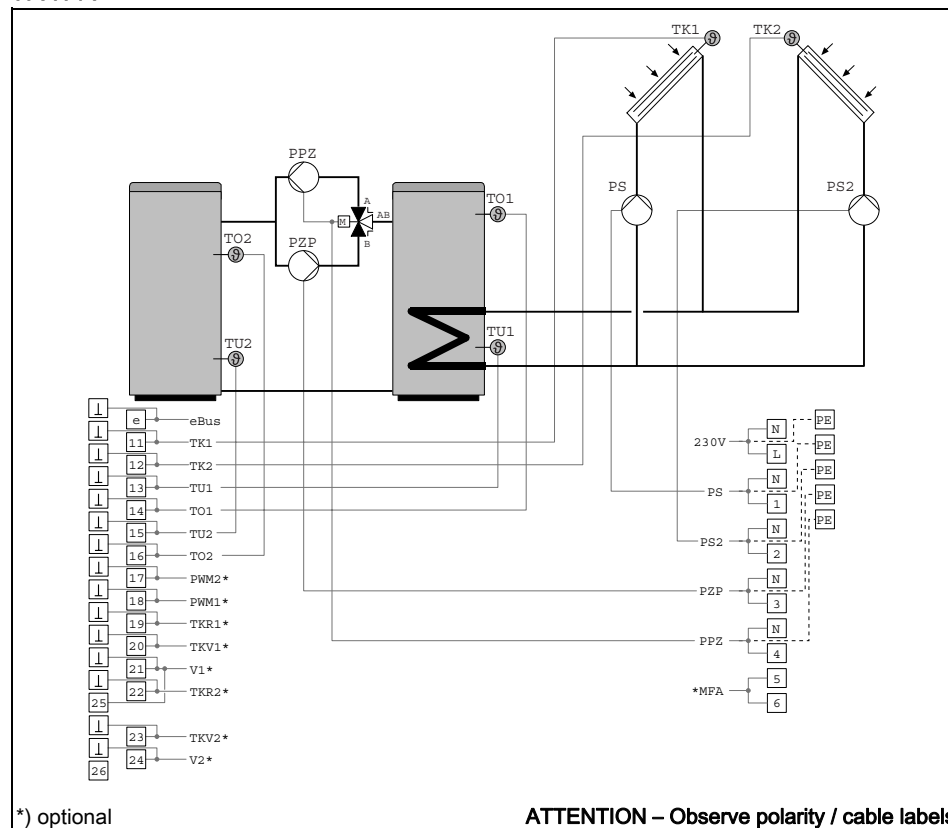 TK1
TK2
PPZ
PS
PS2
A
TO1
M
AB
PZP
B
TO2
TU1
TU2
⊥ e eBus
⊥ 11 TK1
⊥ 12 TK2
⊥ 13 TU1
⊥ 14 TO1
⊥ 15 TU2
⊥ 16 TO2
⊥ 17 PWM2*
⊥ 18 PWM1*
⊥ 19 TKR1*
⊥ 20 TKV1*
⊥ 21 V1*
⊥ 22 TKR2*
25
⊥ 23 TKV2*
⊥ 24 V2*
26
230V N L PE
PS N 1 PE
PS2 N 2 PE
PZP N 3 PE
PPZ N 4 PE
*MFA 5 6
*) optional
ATTENTION – Observe polarity / cable labels